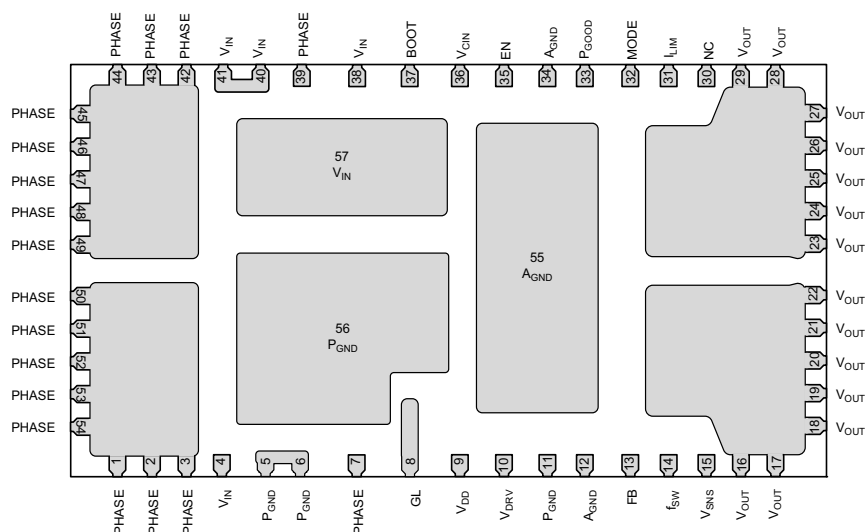 PHASE PHASE PHASE V_IN V_IN PHASE V_IN BOOT V_CIN EN A_GND P_GOOD MODE I_LIM NC V_OUT V_OUT
44 43 42 41 40 39 38 37 36 35 34 33 32 31 30 29 28
PHASE 45
PHASE 46
PHASE 47
PHASE 48
PHASE 49
PHASE 50
PHASE 51
PHASE 52
PHASE 53
PHASE 54
57
V_IN
55
A_GND
56
P_GND
27 V_OUT
26 V_OUT
25 V_OUT
24 V_OUT
23 V_OUT
22 V_OUT
21 V_OUT
20 V_OUT
19 V_OUT
18 V_OUT
1 2 3 4 5 6 7 8 9 10 11 12 13 14 15 16 17
PHASE PHASE PHASE V_IN P_GND P_GND PHASE GL V_DD V_DRV P_GND A_GND FB f_SW V_SNS V_OUT V_OUT